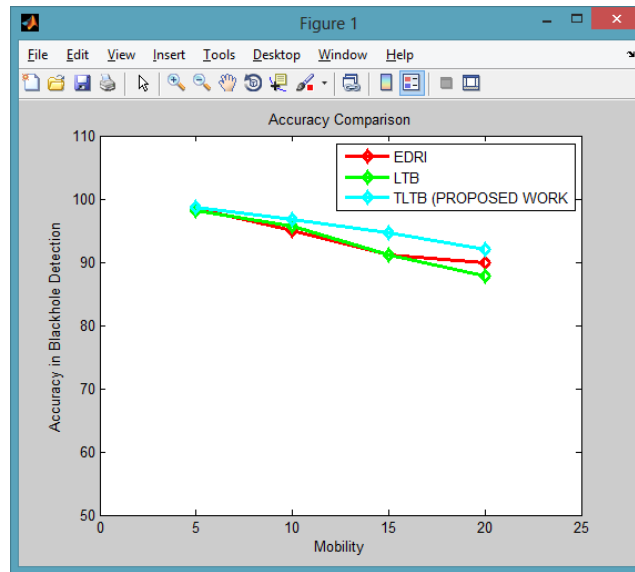 Figure 1
File Edit View Insert Tools Desktop Window Help
Accuracy Comparison
110
100
90
80
70
60
50
Accuracy in Blackhole Detection
EDRI
LTB
TLTB (PROPOSED WORK
0 5 10 15 20 25
Mobility